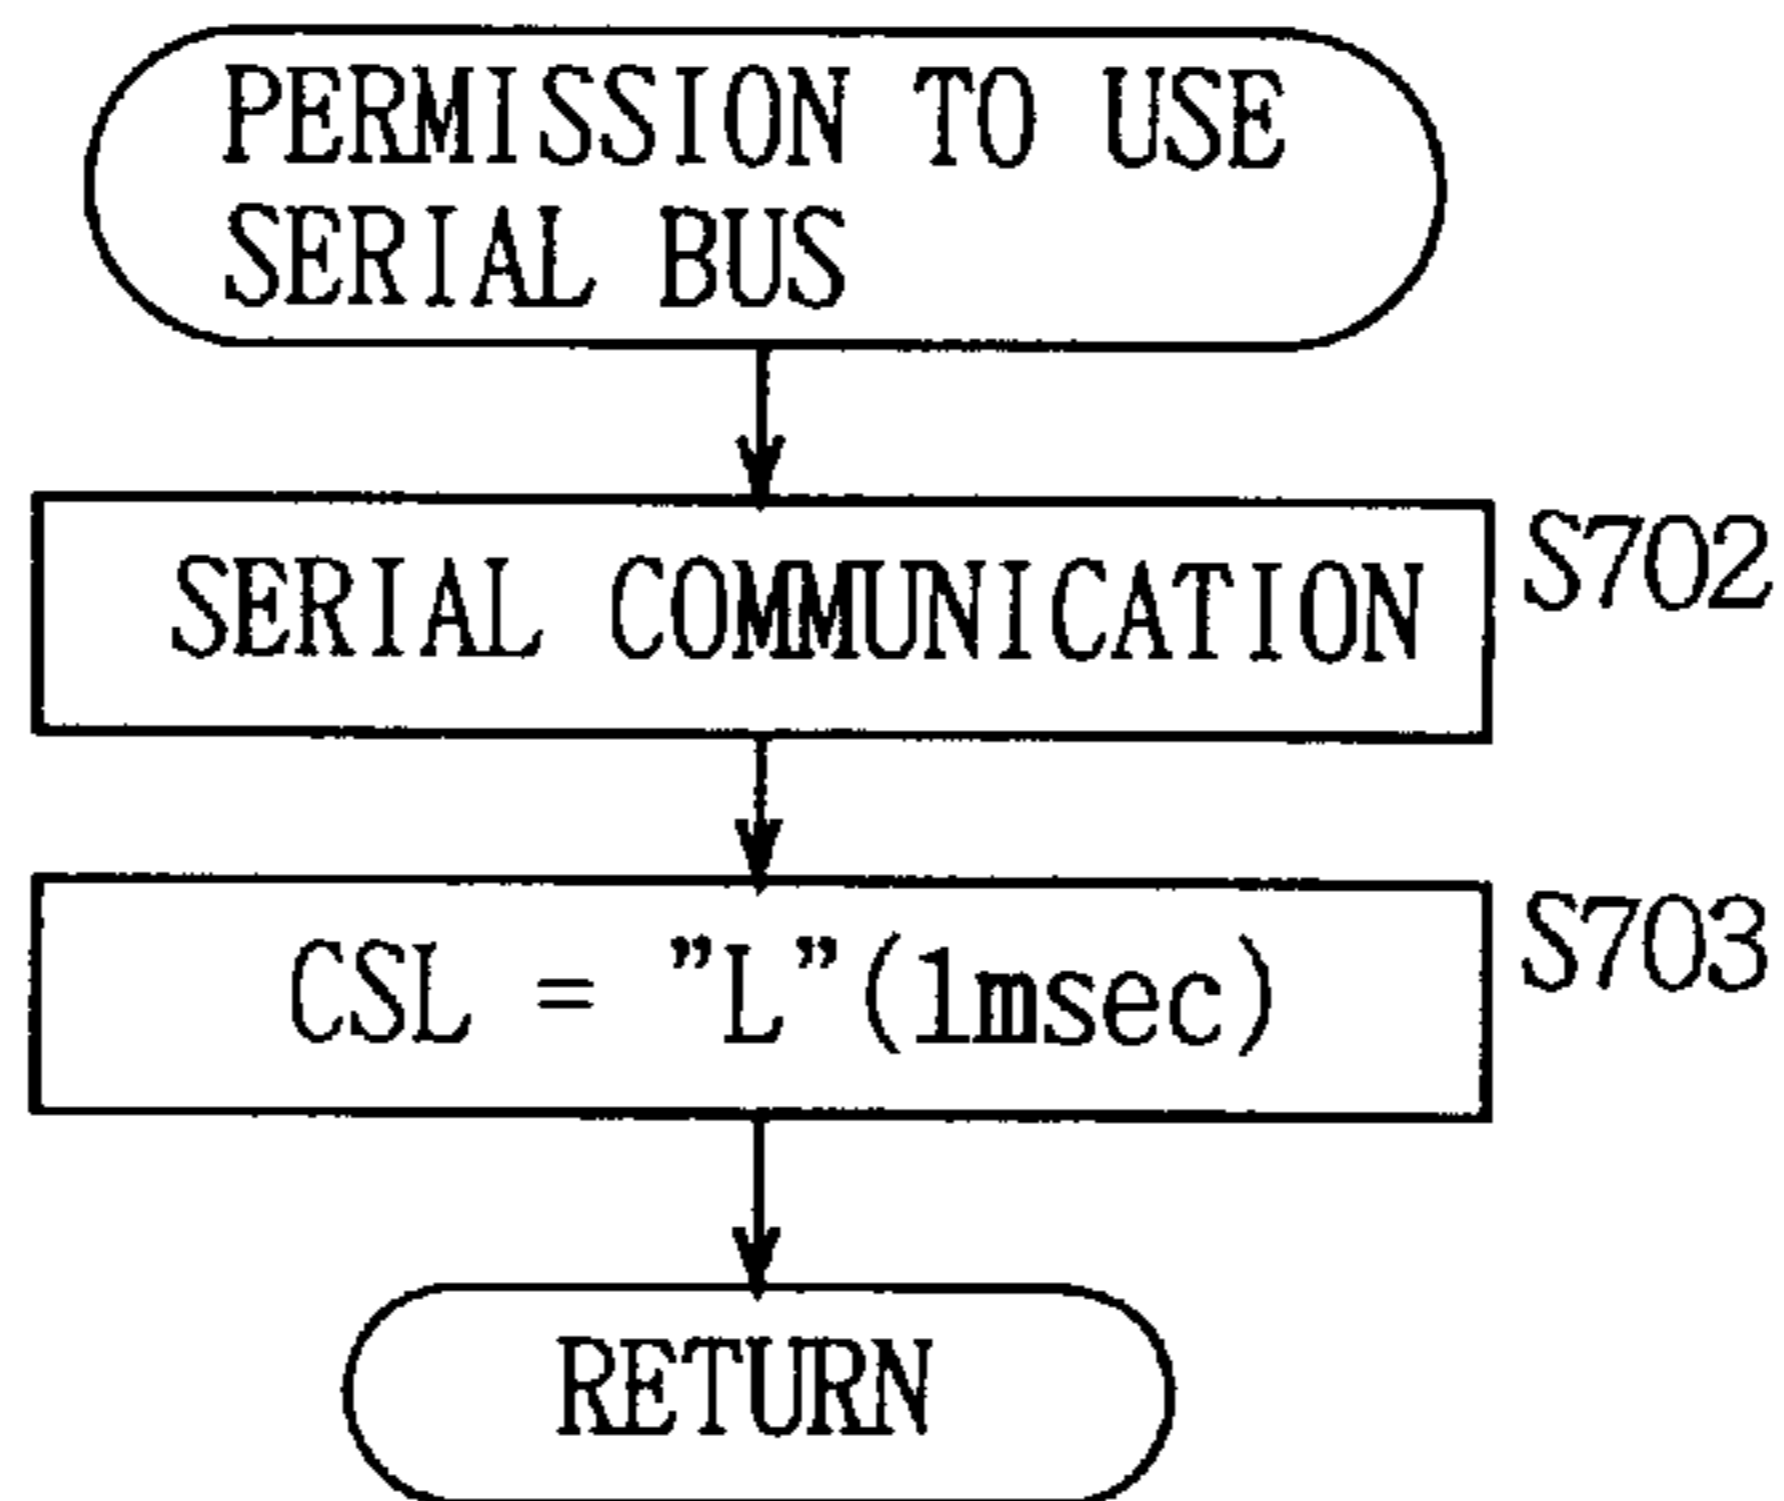 PERMISSION TO USE
SERIAL BUS
SERIAL COMMUNICATION
S702
CSL = ”L”(1msec)
S703
RETURN